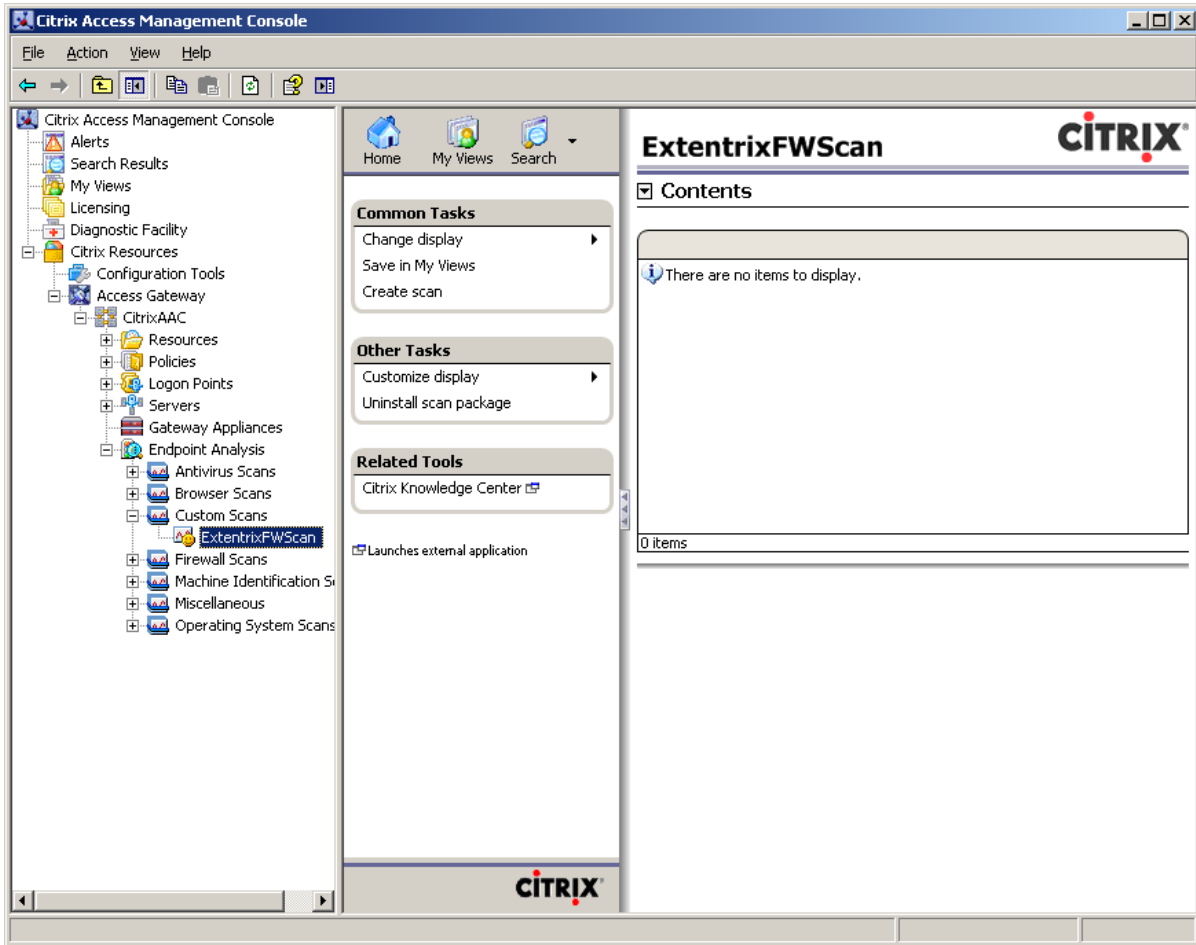 Citrix Access Management Console
File Action View Help
Citrix Access Management Console
Alerts
Search Results
My Views
Licensing
Diagnostic Facility
Citrix Resources
Configuration Tools
Access Gateway
CitrixAAC
Resources
Policies
Logon Points
Servers
Gateway Appliances
Endpoint Analysis
Antivirus Scans
Browser Scans
Custom Scans
ExtentrixFWScan
Firewall Scans
Machine Identification S
Miscellaneous
Operating System Scans
Home My Views Search
Common Tasks
Change display
Save in My Views
Create scan
Other Tasks
Customize display
Uninstall scan package
Related Tools
Citrix Knowledge Center
Launches external application
CITRIX
ExtentrixFWScan
CITRIX
Contents
There are no items to display.
0 items